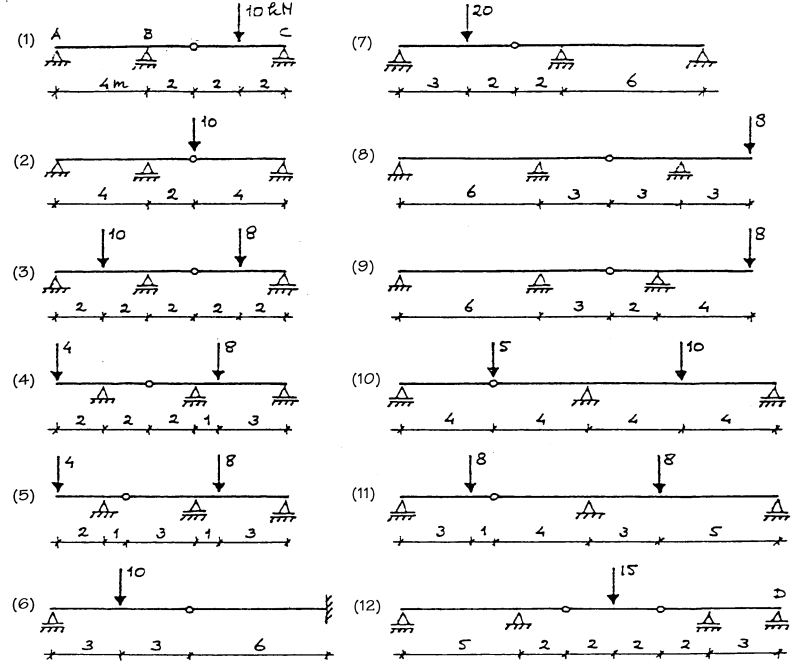 10 kN
(1) A B C
4m 2 2 2
10
(2)
4 2 4
10 8
(3)
2 2 2 2 2
4 8
(4)
2 2 2 1 3
4 8
(5)
2 1 3 1 3
10
(6)
3 3 6
20
(7)
3 2 2 6
8
(8)
6 3 3 3
8
(9)
6 3 2 4
5 10
(10)
4 4 4 4
8 8
(11)
3 1 4 3 5
15
(12) D
5 2 2 2 2 3